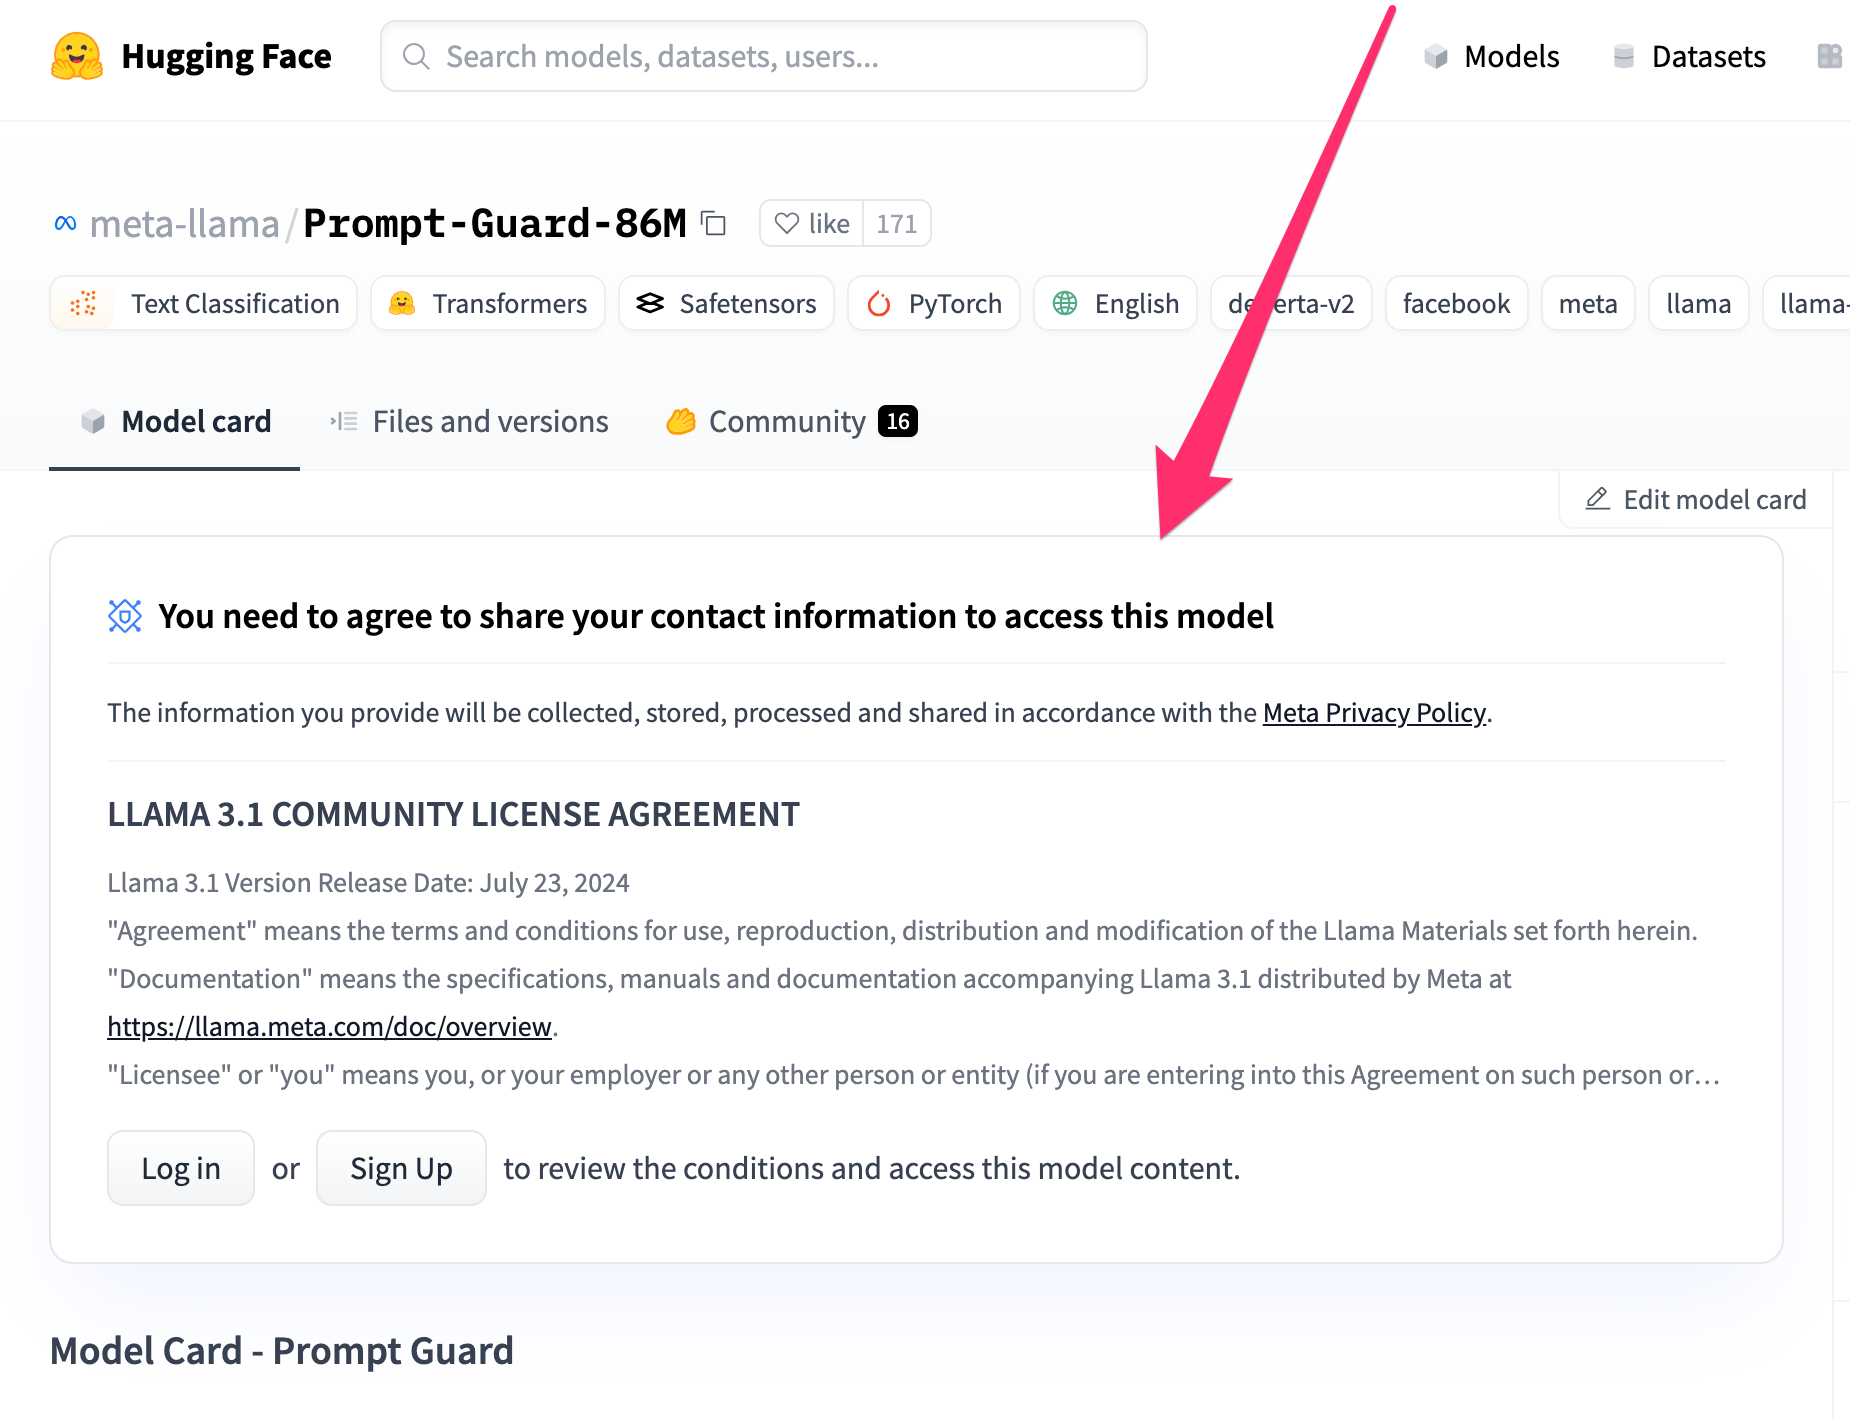 Hugging Face
Search models, datasets, users...
Models
Datasets
meta-llama/Prompt-Guard-86M
like 171
Text Classification
Transformers
Safetensors
PyTorch
English
facebook
meta
llama
llama-
Model card
Files and versions
Community 16
Edit model card
You need to agree to share your contact information to access this model
The information you provide will be collected, stored, processed and shared in accordance with the Meta Privacy Policy.
LLAMA 3.1 COMMUNITY LICENSE AGREEMENT
Llama 3.1 Version Release Date: July 23, 2024
"Agreement" means the terms and conditions for use, reproduction, distribution and modification of the Llama Materials set forth herein.
"Documentation" means the specifications, manuals and documentation accompanying Llama 3.1 distributed by Meta at
https://llama.meta.com/doc/overview.
"Licensee" or "you" means you, or your employer or any other person or entity (if you are entering into this Agreement on such person or…
Log in or Sign Up to review the conditions and access this model content.
Model Card - Prompt Guard